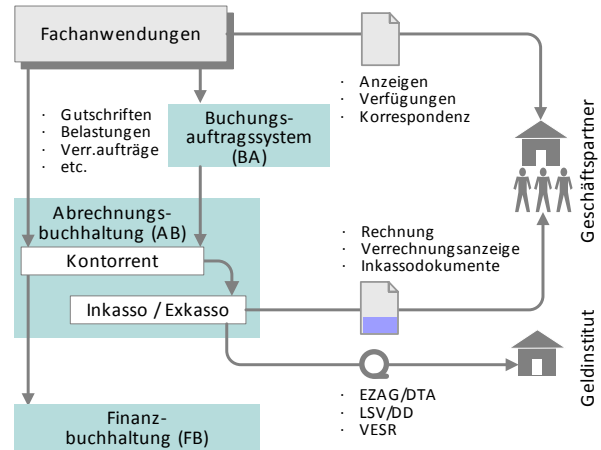 Fachanwendungen
· Anzeigen
· Verfügungen
· Korrespondenz
· Gutschriften
· Belastungen
· Verr.aufträge
· etc.
Buchungs-
auftragssystem
(BA)
Geschäftspartner
Abrechnungs-
buchhaltung (AB)
Kontorrent
Inkasso / Exkasso
· Rechnung
· Verrechnungsanzeige
· Inkassodokumente
Geldinstitut
· EZAG/DTA
· LSV/DD
· VESR
Finanz-
buchhaltung (FB)